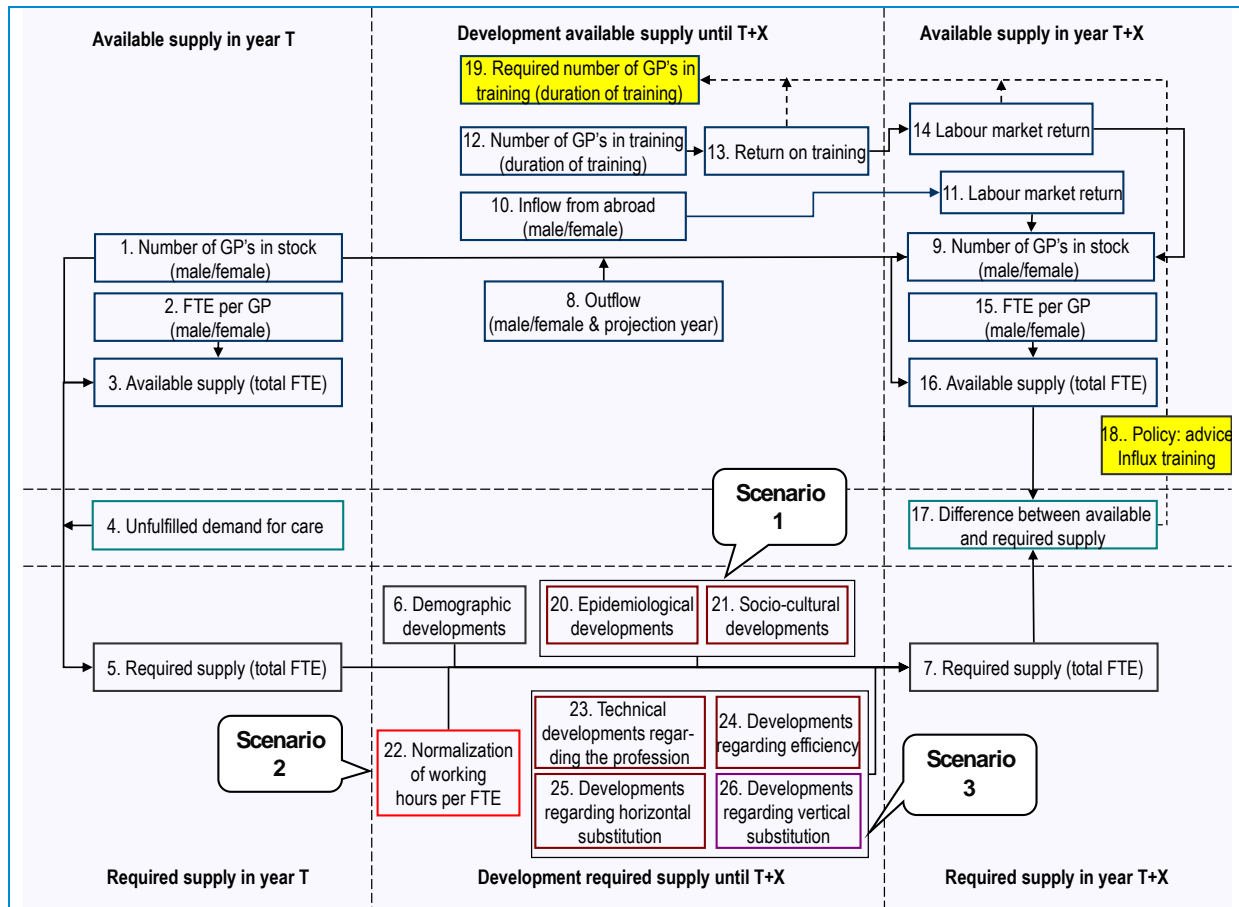 Available supply in year T
Development available supply until T+X
Available supply in year T+X
19. Required number of GP's in
training (duration of training)
12. Number of GP's in training
(duration of training)
13. Return on training
14 Labour market return
10. Inflow from abroad
(male/female)
11. Labour market return
1. Number of GP's in stock
(male/female)
9. Number of GP's in stock
(male/female)
2. FTE per GP
(male/female)
8. Outflow
(male/female & projection year)
15. FTE per GP
(male/female)
3. Available supply (total FTE)
16. Available supply (total FTE)
18.. Policy: advice
Influx training
Scenario
1
4. Unfulfilled demand for care
17. Difference between available
and required supply
6. Demographic
developments
20. Epidemiological
developments
21. Socio-cultural
developments
5. Required supply (total FTE)
7. Required supply (total FTE)
Scenario
2
22. Normalization
of working
hours per FTE
23. Technical
developments regar-
ding the profession
24. Developments
regarding efficiency
25. Developments
regarding horizontal
substitution
26. Developments
regarding vertical
substitution
Scenario
3
Required supply in year T
Development required supply until T+X
Required supply in year T+X